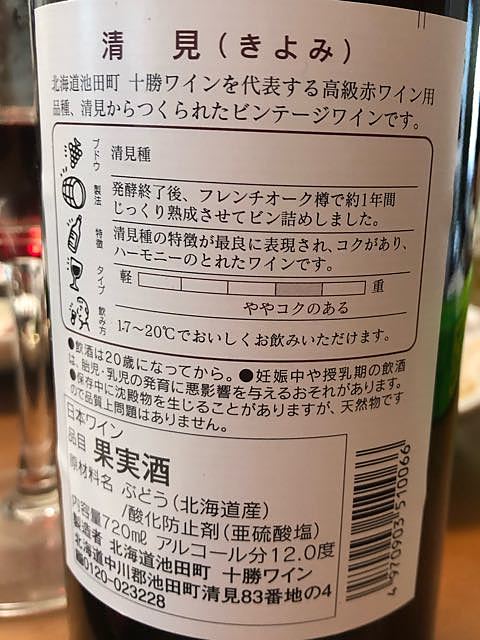 清 見（きよみ）
北海道池田町 十勝ワインを代表する高級赤ワイン用
品種、清見からつくられたビンテージワインです。
ブドウ 清見種
製法 発酵終了後、フレンチオーク樽で約1年間
じっくり熟成させてビン詰めしました。
特徴 清見種の特徴が最良に表現され、コクがあり、
ハーモニーのとれたワインです。
タイプ 軽 重
ややコクのある
飲み方 17~20℃でおいしくお飲みいただけます。
●飲酒は20歳になってから。●妊娠中や授乳期の飲酒
は、胎児・乳児の発育に悪影響を与えるおそれがあります。
●保存中に沈殿物を生じることがありますが、天然物です
ので品質上問題はありません。
日本ワイン
品目 果実酒
原材料名 ぶどう（北海道産）
/酸化防止剤（亜硫酸塩）
内容量720㎖ アルコール分12.0度
製造者 北海道池田町 十勝ワイン
北海道中川郡池田町清見83番地の4
☎0120-023228
4 970903 510066